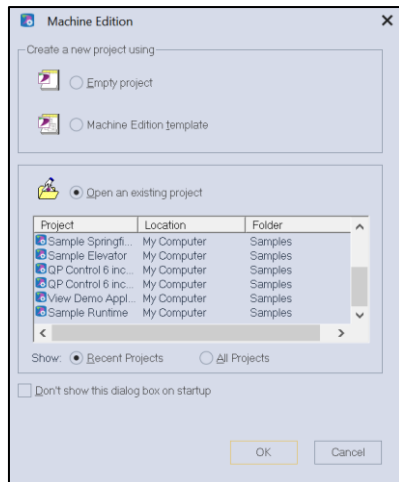 Machine Edition
Create a new project using
Empty project
Machine Edition template
Open an existing project
Project Location Folder
Sample Springfi... My Computer Samples
Sample Elevator My Computer Samples
QP Control 6 inc... My Computer Samples
QP Control 6 inc... My Computer Samples
View Demo Appl... My Computer Samples
Sample Runtime My Computer Samples
Show: Recent Projects All Projects
Don't show this dialog box on startup
OK Cancel